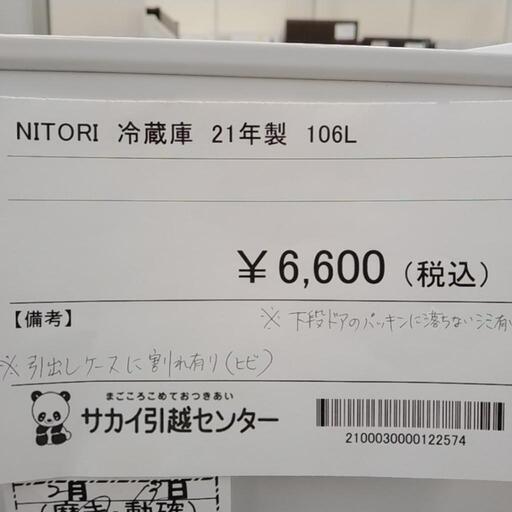 NITORI 冷蔵庫 21年製 106L
¥6,600（税込）
【備考】
※ 下段ドアのパッキンに落ちないシミ有り
※ 引出しケースに割れ有り(ヒビ)
まごころこめておつきあい
サカイ引越センター
2100030000122574
月 日